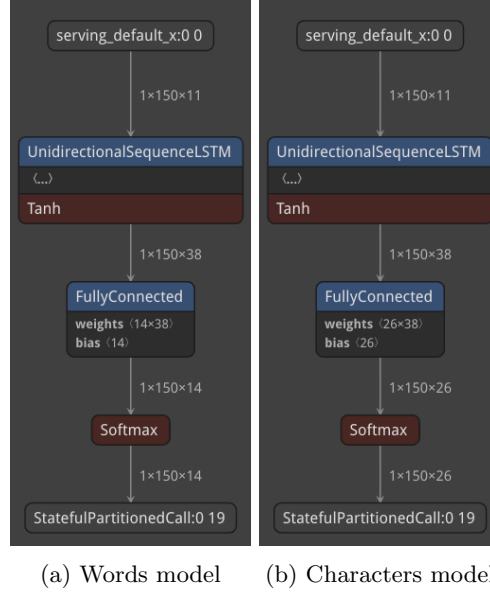 serving_default_x:0 0
1×150×11
UnidirectionalSequenceLSTM
⟨...⟩
Tanh
1×150×38
FullyConnected
weights ⟨14×38⟩
bias ⟨14⟩
1×150×14
Softmax
1×150×14
StatefulPartitionedCall:0 19
(a) Words model
serving_default_x:0 0
1×150×11
UnidirectionalSequenceLSTM
⟨...⟩
Tanh
1×150×38
FullyConnected
weights ⟨26×38⟩
bias ⟨26⟩
1×150×26
Softmax
1×150×26
StatefulPartitionedCall:0 19
(b) Characters model